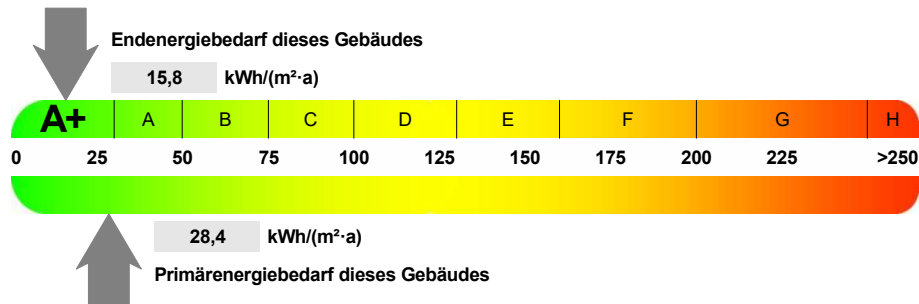 Endenergiebedarf dieses Gebäudes
15,8 kWh/(m²·a)
A+ A B C D E F G H
0 25 50 75 100 125 150 175 200 225 >250
28,4 kWh/(m²·a)
Primärenergiebedarf dieses Gebäudes